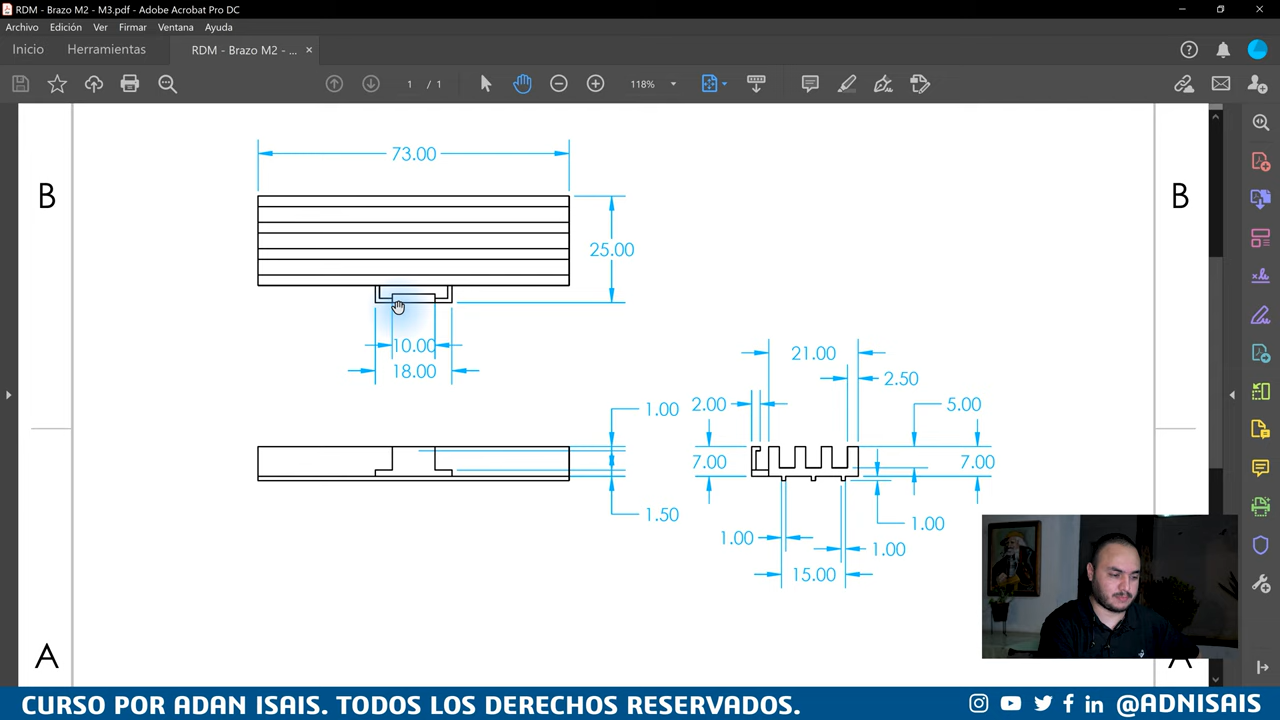 RDM - Brazo M2 - M3.pdf - Adobe Acrobat Pro DC
Archivo Edición Ver Firmar Ventana Ayuda
Inicio Herramientas RDM - Brazo M2 - ... ×
1 / 1 118%
B B
73.00
25.00
10.00
18.00
21.00
2.50
1.00 2.00 5.00
7.00 7.00
1.50 1.00
1.00 1.00
15.00
A A
CURSO POR ADAN ISAIS. TODOS LOS DERECHOS RESERVADOS. @ADNISAIS